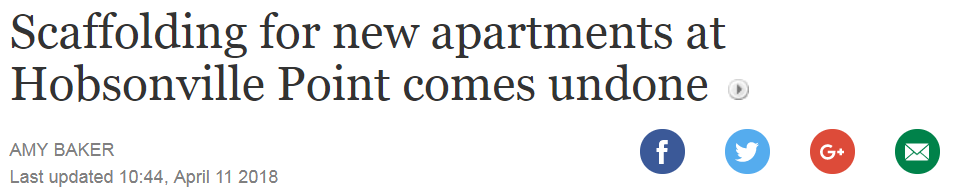 Scaffolding for new apartments at
Hobsonville Point comes undone
AMY BAKER
Last updated 10:44, April 11 2018
f
G+